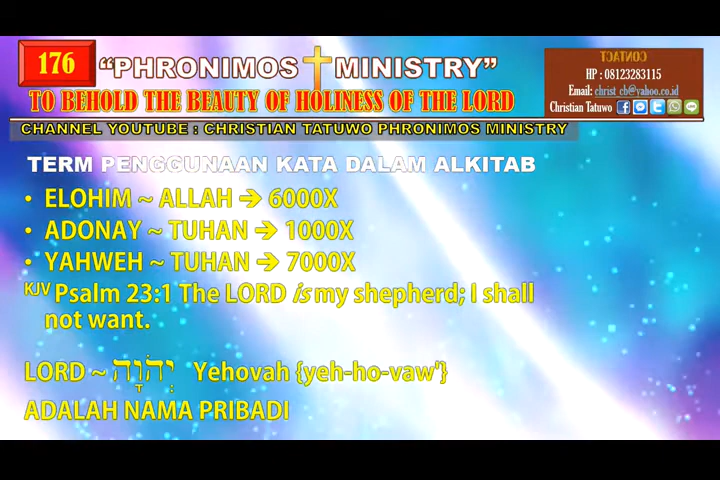 176
"PHRONIMOS MINISTRY"
TO BEHOLD THE BEAUTY OF HOLINESS OF THE LORD
CONTACT
HP : 08123283115
Email: christ_cb@yahoo.co.id
Christian Tatuwo
CHANNEL YOUTUBE : CHRISTIAN TATUWO PHRONIMOS MINISTRY
TERM PENGGUNAAN KATA DALAM ALKITAB
• ELOHIM ~ ALLAH → 6000X
• ADONAY ~ TUHAN → 1000X
• YAHWEH ~ TUHAN → 7000X
KJV Psalm 23:1 The LORD is my shepherd; I shall
not want.
LORD ~ יְהֹוָה Yehovah {yeh-ho-vaw'}
ADALAH NAMA PRIBADI